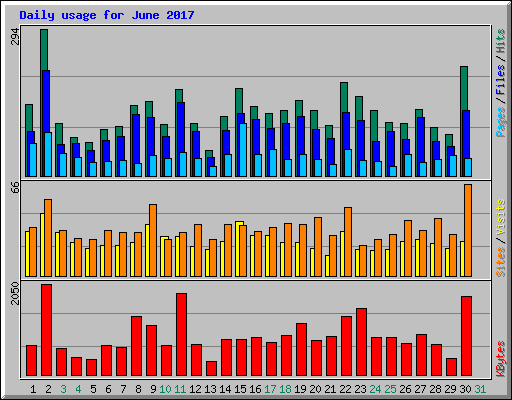 Daily usage for June 2017
294
Pages / Files / Hits
66
Sites / Visits
2050
KBytes
1 2 3 4 5 6 7 8 9 10 11 12 13 14 15 16 17 18 19 20 21 22 23 24 25 26 27 28 29 30 31